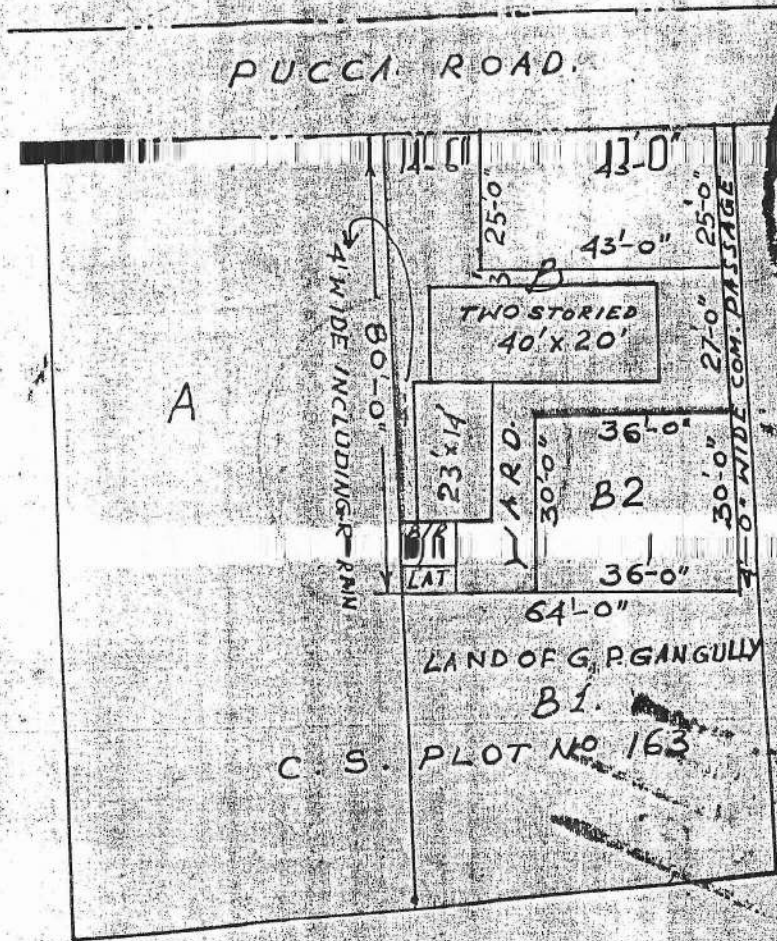 PUCCA ROAD.
14-6"
43'-0"
25'-0"
25'-0"
43'-0"
B
TWO STORIED
40'x 20'
27'-0"
4'WIDE INCLUDING
80'-0"
A
23'x14'
YARD.
36'-0"
30'-0"
B2
30'-0"
4'-0" WIDE COM. PASSAGE
B/R
LAT
36-0"
64'-0"
LAND OF G.P.GANGULLY
B1.
C. S. PLOT No 163